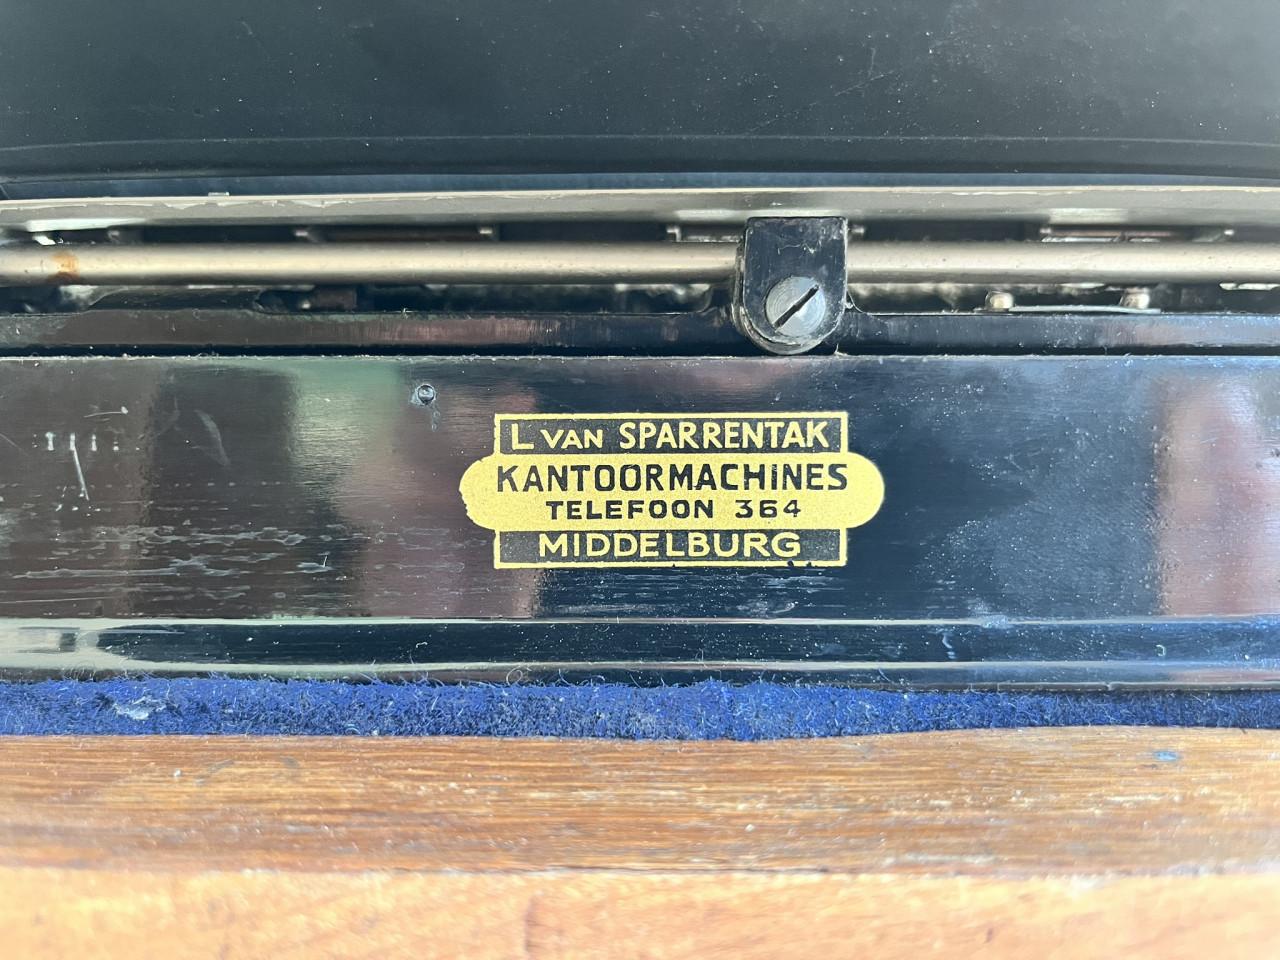 L VAN SPARRENTAK
KANTOORMACHINES
TELEFOON 364
MIDDELBURG